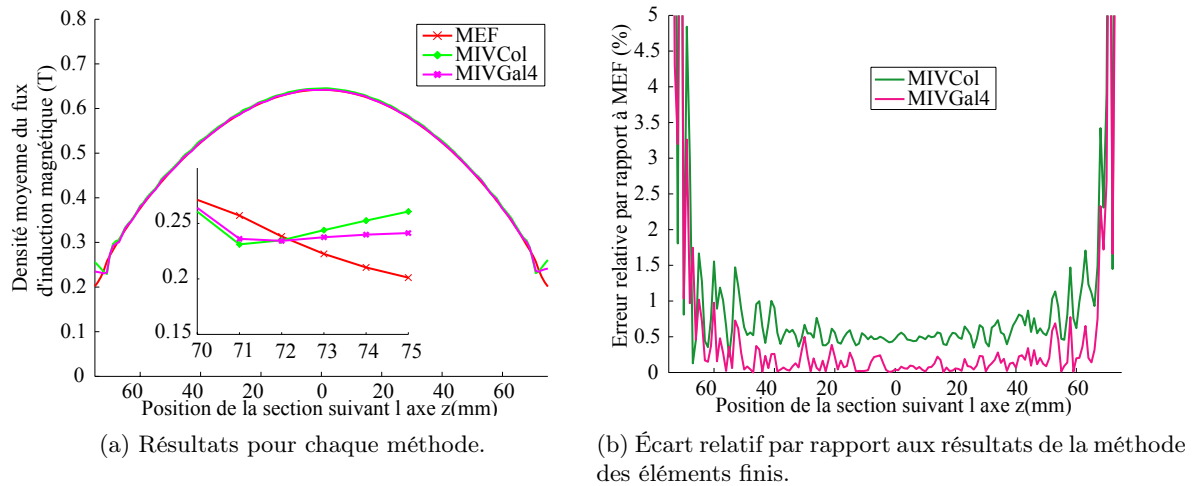 0.8
0.7
0.6
0.5
0.4
0.3
0.2
0.1
0
Densité moyenne du fux
d'induction magnétique (T)
MEF
MIVCol
MIVGal4
0.25
0.2
0.15
70 71 72 73 74 75
60 40 20 0 20 40 60
Position de la section suivant l axe z(mm)
(a) Résultats pour chaque méthode.
5
4.5
4
3.5
3
2.5
2
1.5
1
0.5
0
Erreur relative par rapport à MEF (%)
MIVCol
MIVGal4
60 40 20 0 20 40 60
Position de la section suivant l axe z(mm)
(b) Écart relatif par rapport aux résultats de la méthode
des éléments finis.